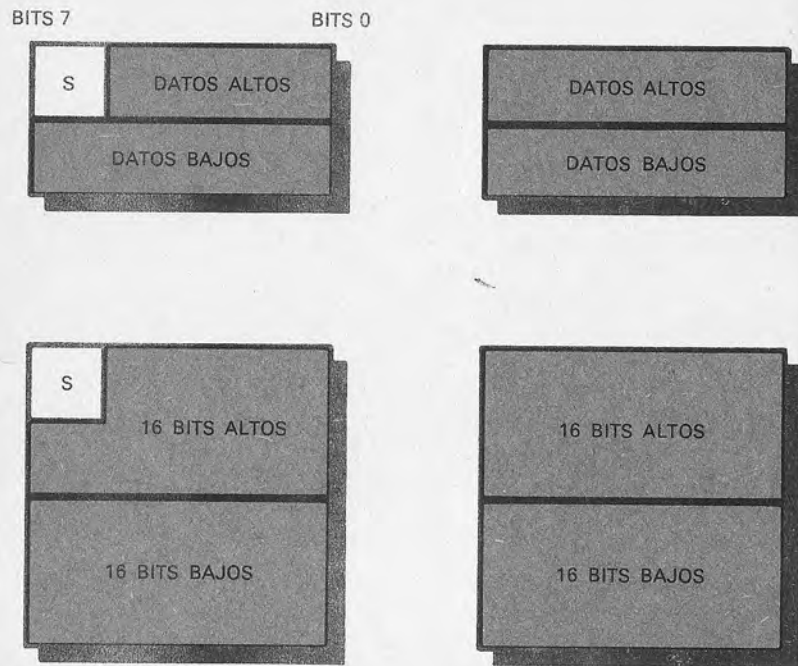 BITS 7 BITS 0
S DATOS ALTOS
DATOS BAJOS
DATOS ALTOS
DATOS BAJOS
S
16 BITS ALTOS
16 BITS BAJOS
16 BITS ALTOS
16 BITS BAJOS